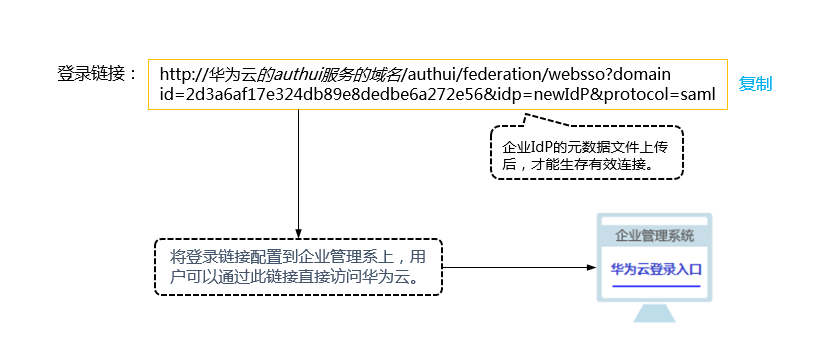 登录链接：
http://华为云的authui服务的域名/authui/federation/websso?domain
id=2d3a6af17e324db89e8dedbe6a272e56&idp=newIdP&protocol=saml
复制
企业IdP的元数据文件上传
后，才能生存有效连接。
将登录链接配置到企业管理系上，用
户可以通过此链接直接访问华为云。
企业管理系统
华为云登录入口